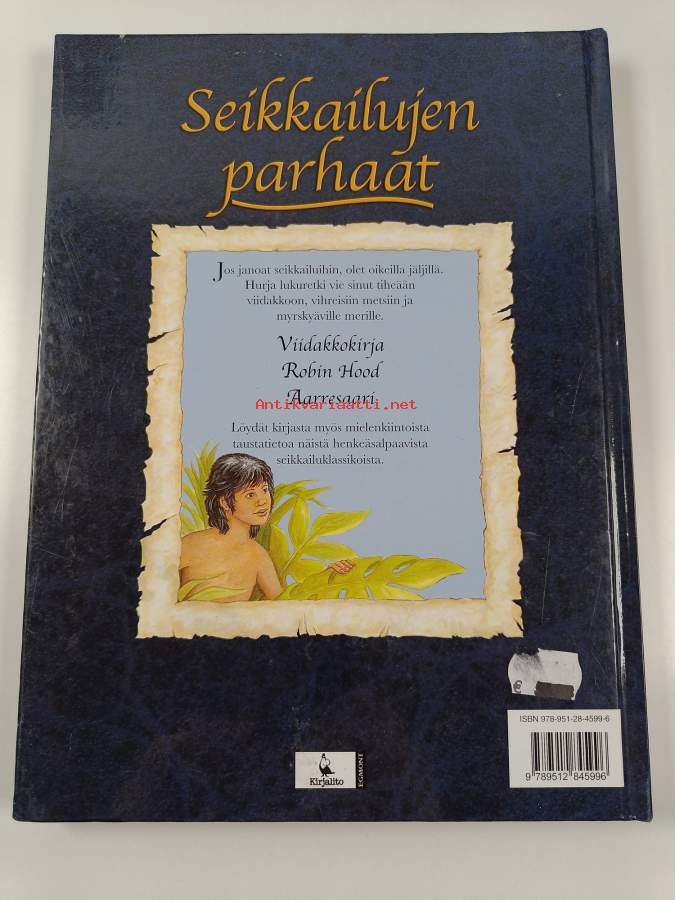 Seikkailujen
parhaat
Jos janoat seikkailuihin, olet oikeilla jäljillä.
Hurja lukuretki vie sinut tiheään
viidakkoon, vihreisiin metsiin ja
myrskyäville merille.
Viidakkokirja
Robin Hood
Aarresaari
Antikvariaatti.net
Löydät kirjasta myös mielenkiintoista
taustatietoa näistä henkeäsalpaavista
seikkailuklassikoista.
ISBN 978-951-28-4599-6
9 789512 845996
Kirjalito
EGMONT